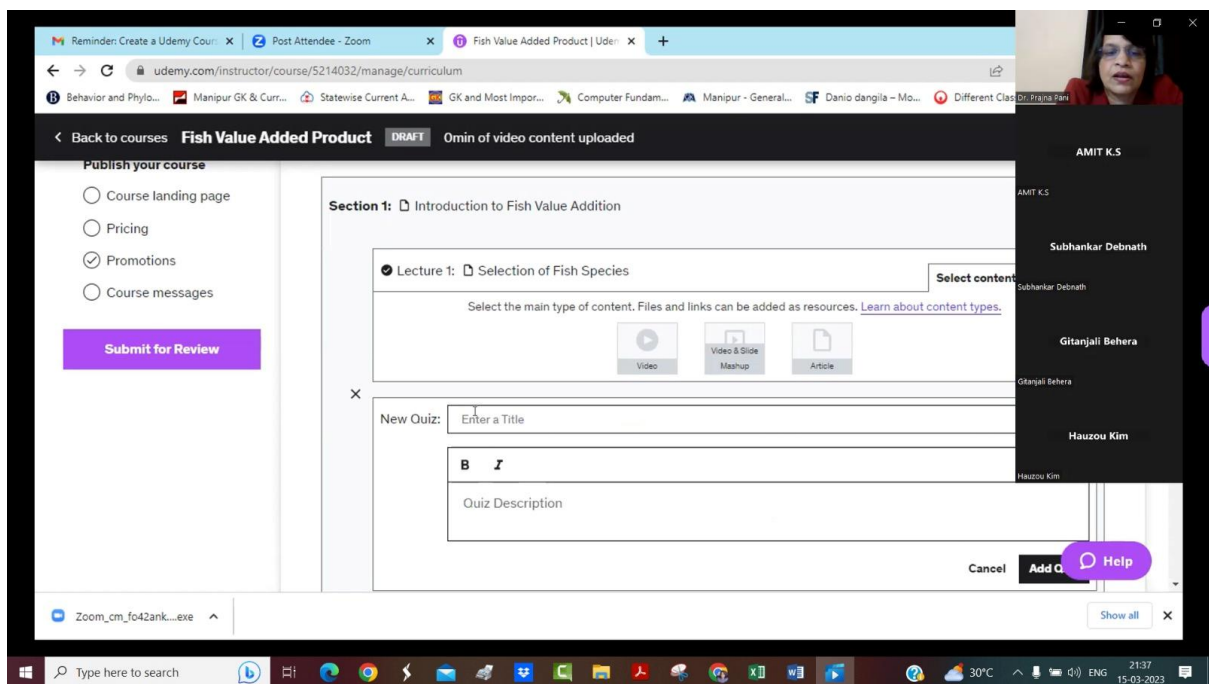 Reminder: Create a Udemy Cour
Post Attendee - Zoom
Fish Value Added Product | Uden
udemy.com/instructor/course/5214032/manage/curriculum
Behavior and Phylo...
Manipur GK & Curr...
Statewise Current A...
GK and Most Impor...
Computer Fundam...
Manipur - General...
Danio dangila – Mo...
Different Clas
Dr. Prajna Pani
Back to courses Fish Value Added Product DRAFT 0min of video content uploaded
Publish your course
Course landing page
Pricing
Promotions
Course messages
Submit for Review
Section 1: Introduction to Fish Value Addition
Lecture 1: Selection of Fish Species
Select content
Select the main type of content. Files and links can be added as resources. Learn about content types.
Video
Video & Slide
Mashup
Article
New Quiz: Enter a Title
B I
Quiz Description
Cancel
Add Q
Help
AMIT K.S
AMIT K.S
Subhankar Debnath
Subhankar Debnath
Gitanjali Behera
Gitanjali Behera
Hauzou Kim
Hauzou Kim
Zoom_cm_fo42ank....exe
Show all
Type here to search
30°C
ENG
21:37
15-03-2023